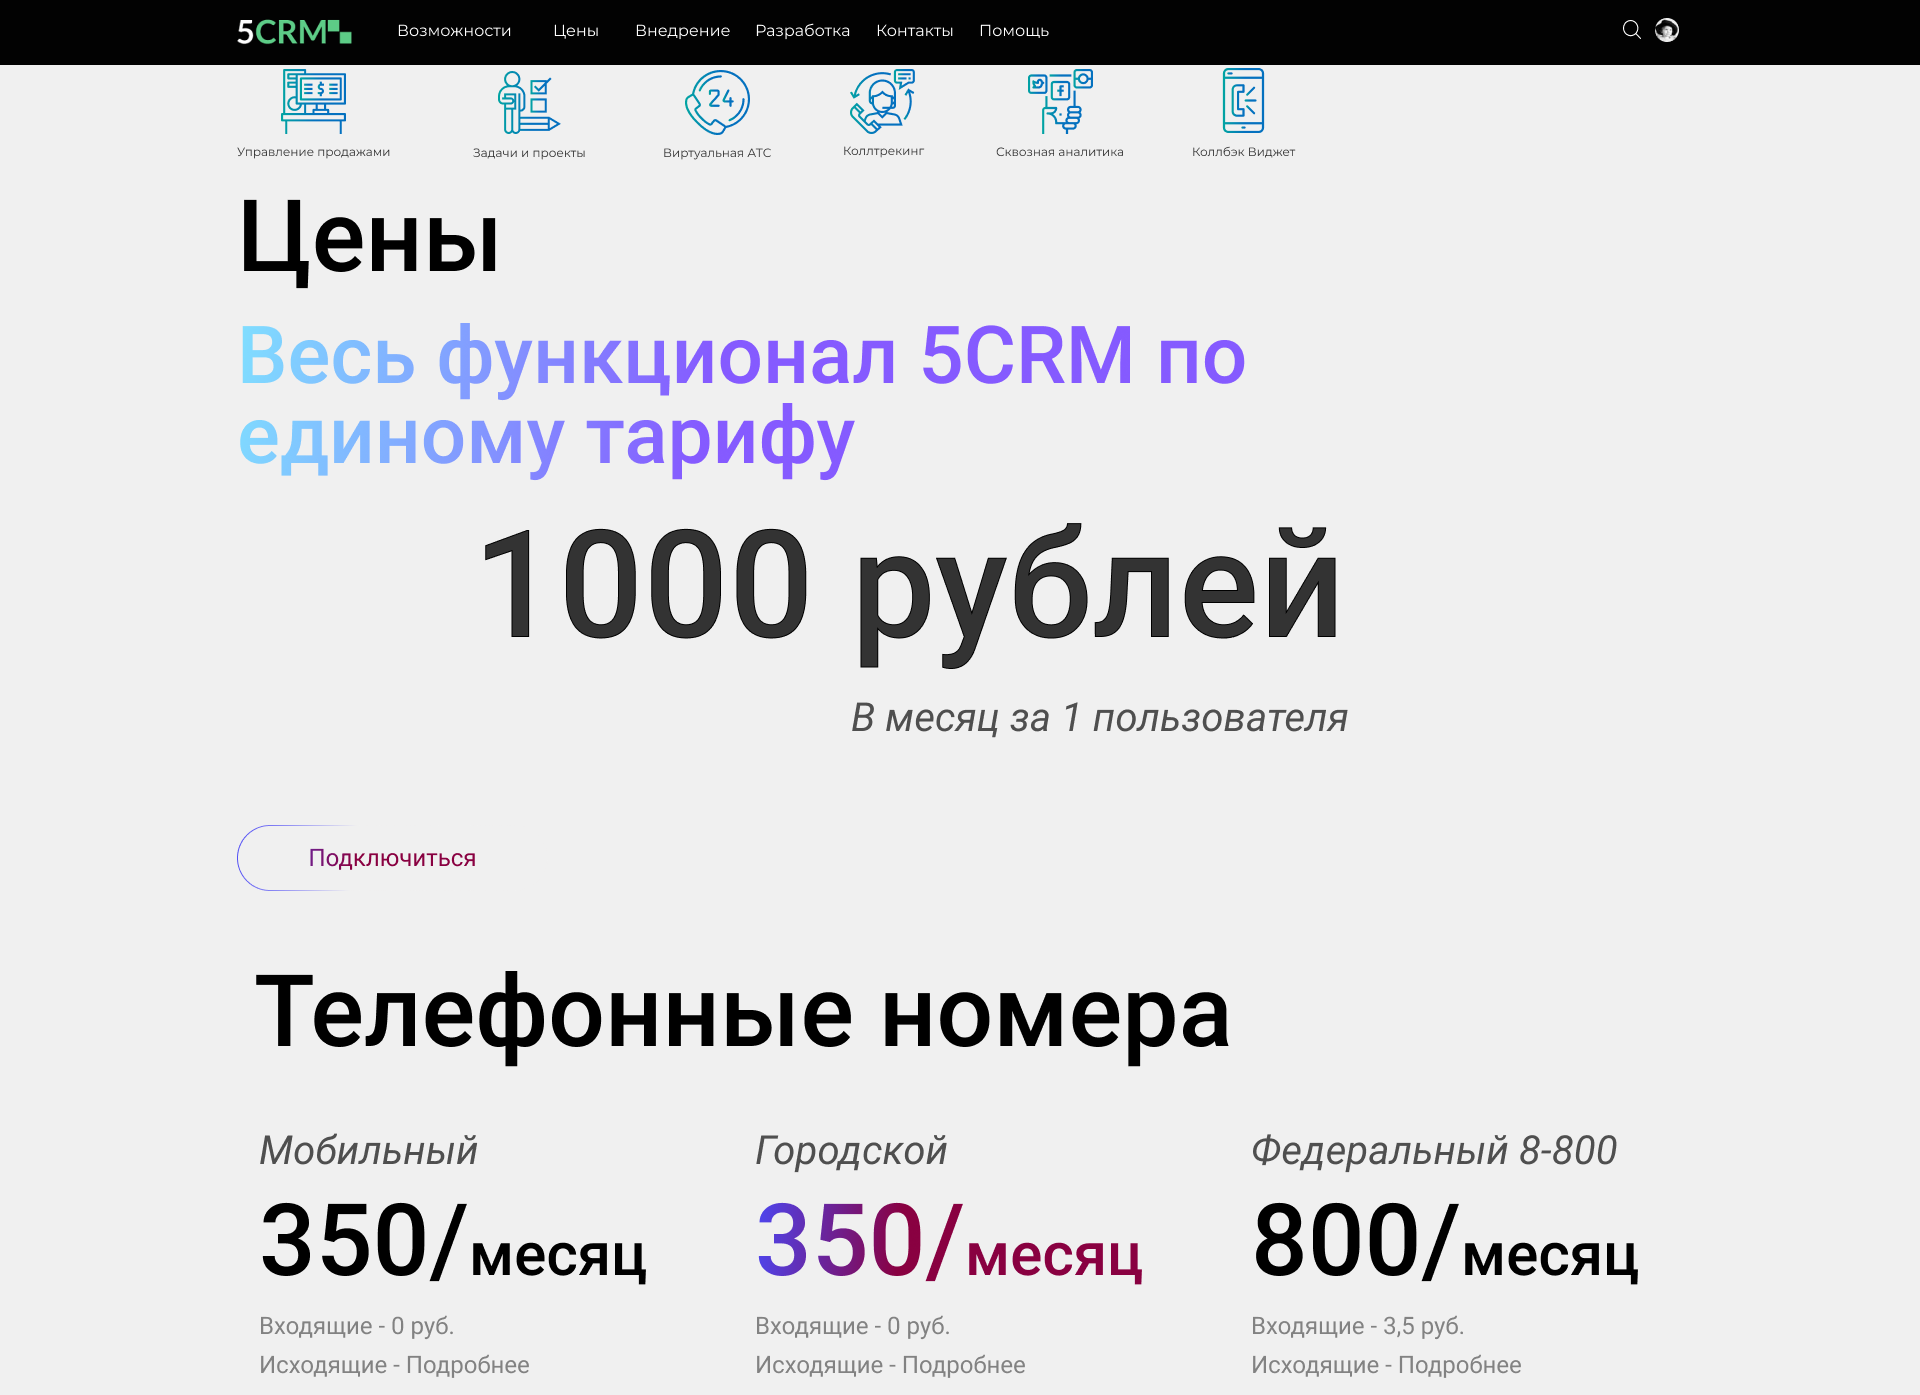 5CRM Возможности Цены Внедрение Разработка Контакты Помощь
24
Управление продажами Задачи и проекты Виртуальная АТС Коллтрекинг Сквозная аналитика Коллбэк Виджет
Цены
Весь функционал 5CRM по
единому тарифу
1000 рублей
В месяц за 1 пользователя
Подключиться
Телефонные номера
Мобильный Городской Федеральный 8-800
350/месяц 350/месяц 800/месяц
Входящие - 0 руб. Входящие - 0 руб. Входящие - 3,5 руб.
Исходящие - Подробнее Исходящие - Подробнее Исходящие - Подробнее